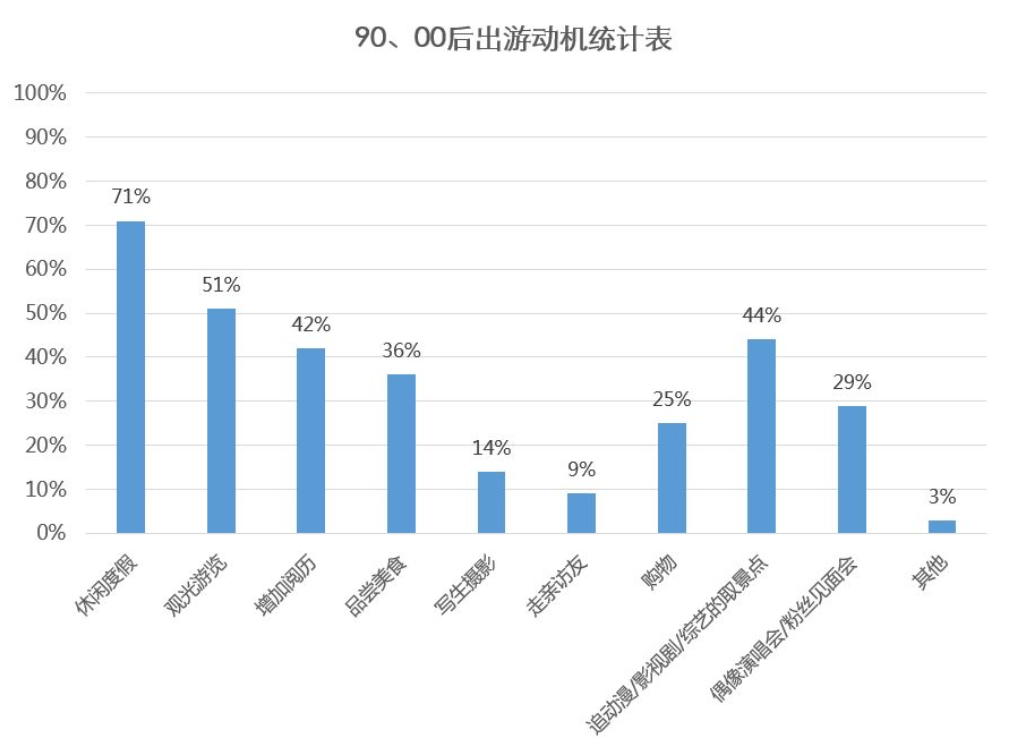 90、00后出游动机统计表
100%
90%
80%
70%
60%
50%
40%
30%
20%
10%
0%
71%
51%
42%
36%
14%
9%
25%
44%
29%
3%
休闲度假
观光游览
增加阅历
品尝美食
写生摄影
走亲访友
购物
追动漫/影视剧/综艺的取景点
偶像演唱会/粉丝见面会
其他